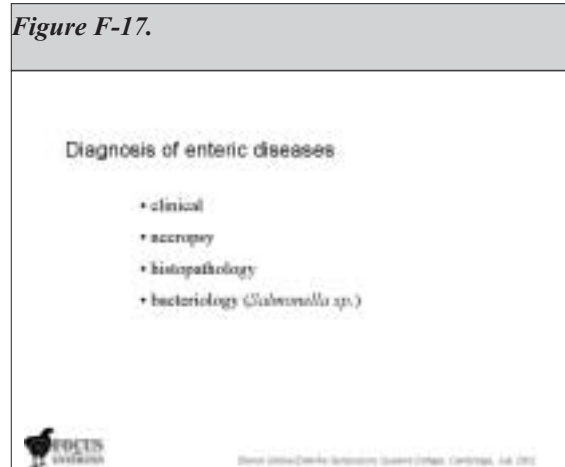 Figure F-17.
Diagnosis of enteric diseases
• clinical
• necropsy
• histopathology
• bacteriology (Salmonella sp.)
FOCUS